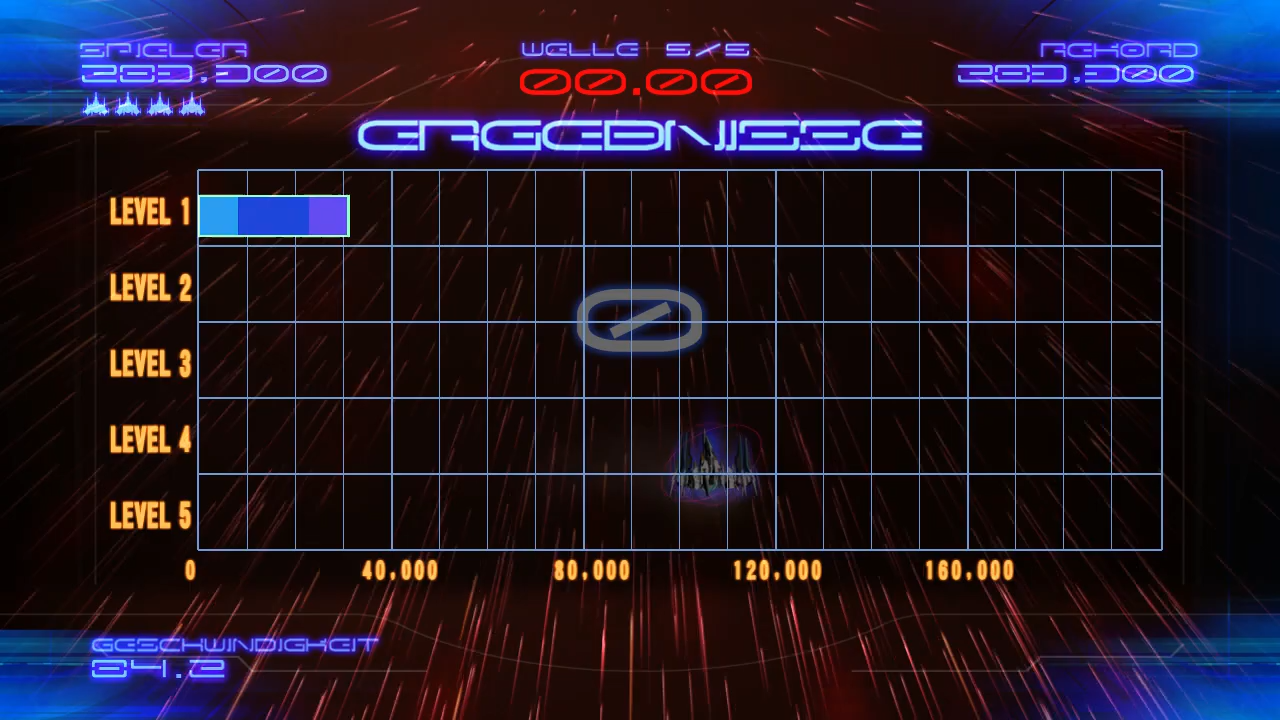 SPIELER
WELLE 5/5
REKORD
283,300
00.00
283,300
ERGEBNISSE
LEVEL 1
LEVEL 2
0
LEVEL 3
LEVEL 4
LEVEL 5
0 40,000 80,000 120,000 160,000
GESCHWINDIGKEIT
84.2